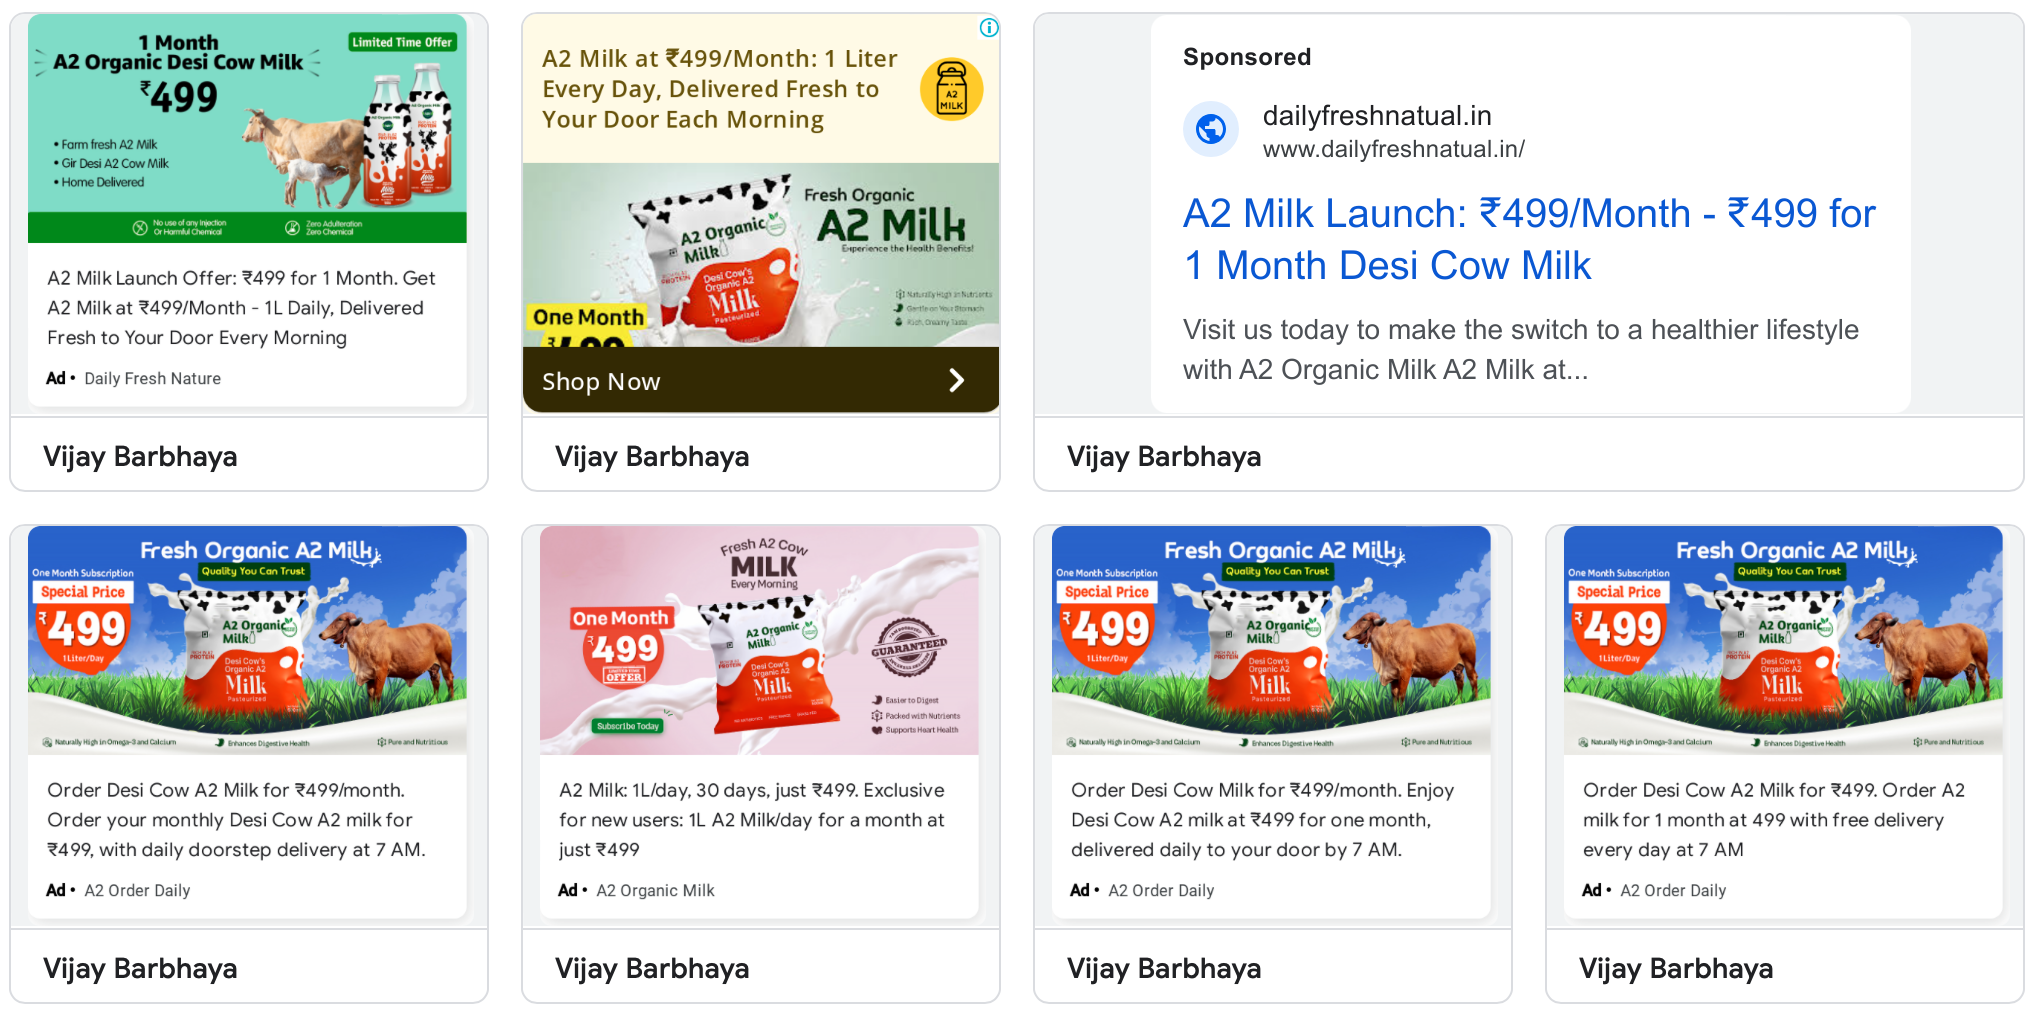 1 Month
A2 Organic Desi Cow Milk
₹499
Limited Time Offer
• Farm fresh A2 Milk
• Gir Desi A2 Cow Milk
• Home Delivered
No use of any Injection
Or Harmful Chemical
Zero Adulteration
Zero Chemical
A2 Milk Launch Offer: ₹499 for 1 Month. Get
A2 Milk at ₹499/Month - 1L Daily, Delivered
Fresh to Your Door Every Morning
Ad • Daily Fresh Nature
Vijay Barbhaya
A2 Milk at ₹499/Month: 1 Liter
Every Day, Delivered Fresh to
Your Door Each Morning
A2
MILK
Fresh Organic
A2 Milk
Experience the Health Benefits!
A2 Organic
Milk
PROTEIN
Desi Cow's
Organic A2
Milk
Pasteurized
Naturally High in Nutrients
Gentle on Your Stomach
Rich, Creamy Taste
One Month
₹499
Shop Now
Vijay Barbhaya
Sponsored
dailyfreshnatual.in
www.dailyfreshnatual.in/
A2 Milk Launch: ₹499/Month - ₹499 for
1 Month Desi Cow Milk
Visit us today to make the switch to a healthier lifestyle
with A2 Organic Milk A2 Milk at...
Vijay Barbhaya
Fresh Organic A2 Milk
Quality You Can Trust
One Month Subscription
Special Price
₹499
1Liter/Day
A2 Organic
Milk
PROTEIN
Desi Cow's
Organic A2
Milk
Pasteurized
Naturally High in Omega-3 and Calcium
Enhances Digestive Health
Pure and Nutritious
Order Desi Cow A2 Milk for ₹499/month.
Order your monthly Desi Cow A2 milk for
₹499, with daily doorstep delivery at 7 AM.
Ad • A2 Order Daily
Vijay Barbhaya
Fresh A2 Cow
MILK
Every Morning
One Month
₹499
LIMITED TIME
OFFER
Subscribe Today
A2 Organic
Milk
PROTEIN
Desi Cow's
Organic A2
Milk
Pasteurized
GUARANTEED
Easier to Digest
Packed with Nutrients
Supports Heart Health
A2 Milk: 1L/day, 30 days, just ₹499. Exclusive
for new users: 1L A2 Milk/day for a month at
just ₹499
Ad • A2 Organic Milk
Vijay Barbhaya
Fresh Organic A2 Milk
Quality You Can Trust
One Month Subscription
Special Price
₹499
1Liter/Day
A2 Organic
Milk
PROTEIN
Desi Cow's
Organic A2
Milk
Pasteurized
Naturally High in Omega-3 and Calcium
Enhances Digestive Health
Pure and Nutritious
Order Desi Cow Milk for ₹499/month. Enjoy
Desi Cow A2 milk at ₹499 for one month,
delivered daily to your door by 7 AM.
Ad • A2 Order Daily
Vijay Barbhaya
Fresh Organic A2 Milk
Quality You Can Trust
One Month Subscription
Special Price
₹499
1Liter/Day
A2 Organic
Milk
PROTEIN
Desi Cow's
Organic A2
Milk
Pasteurized
Naturally High in Omega-3 and Calcium
Enhances Digestive Health
Pure and Nutritious
Order Desi Cow A2 Milk for ₹499. Order A2
milk for 1 month at 499 with free delivery
every day at 7 AM
Ad • A2 Order Daily
Vijay Barbhaya